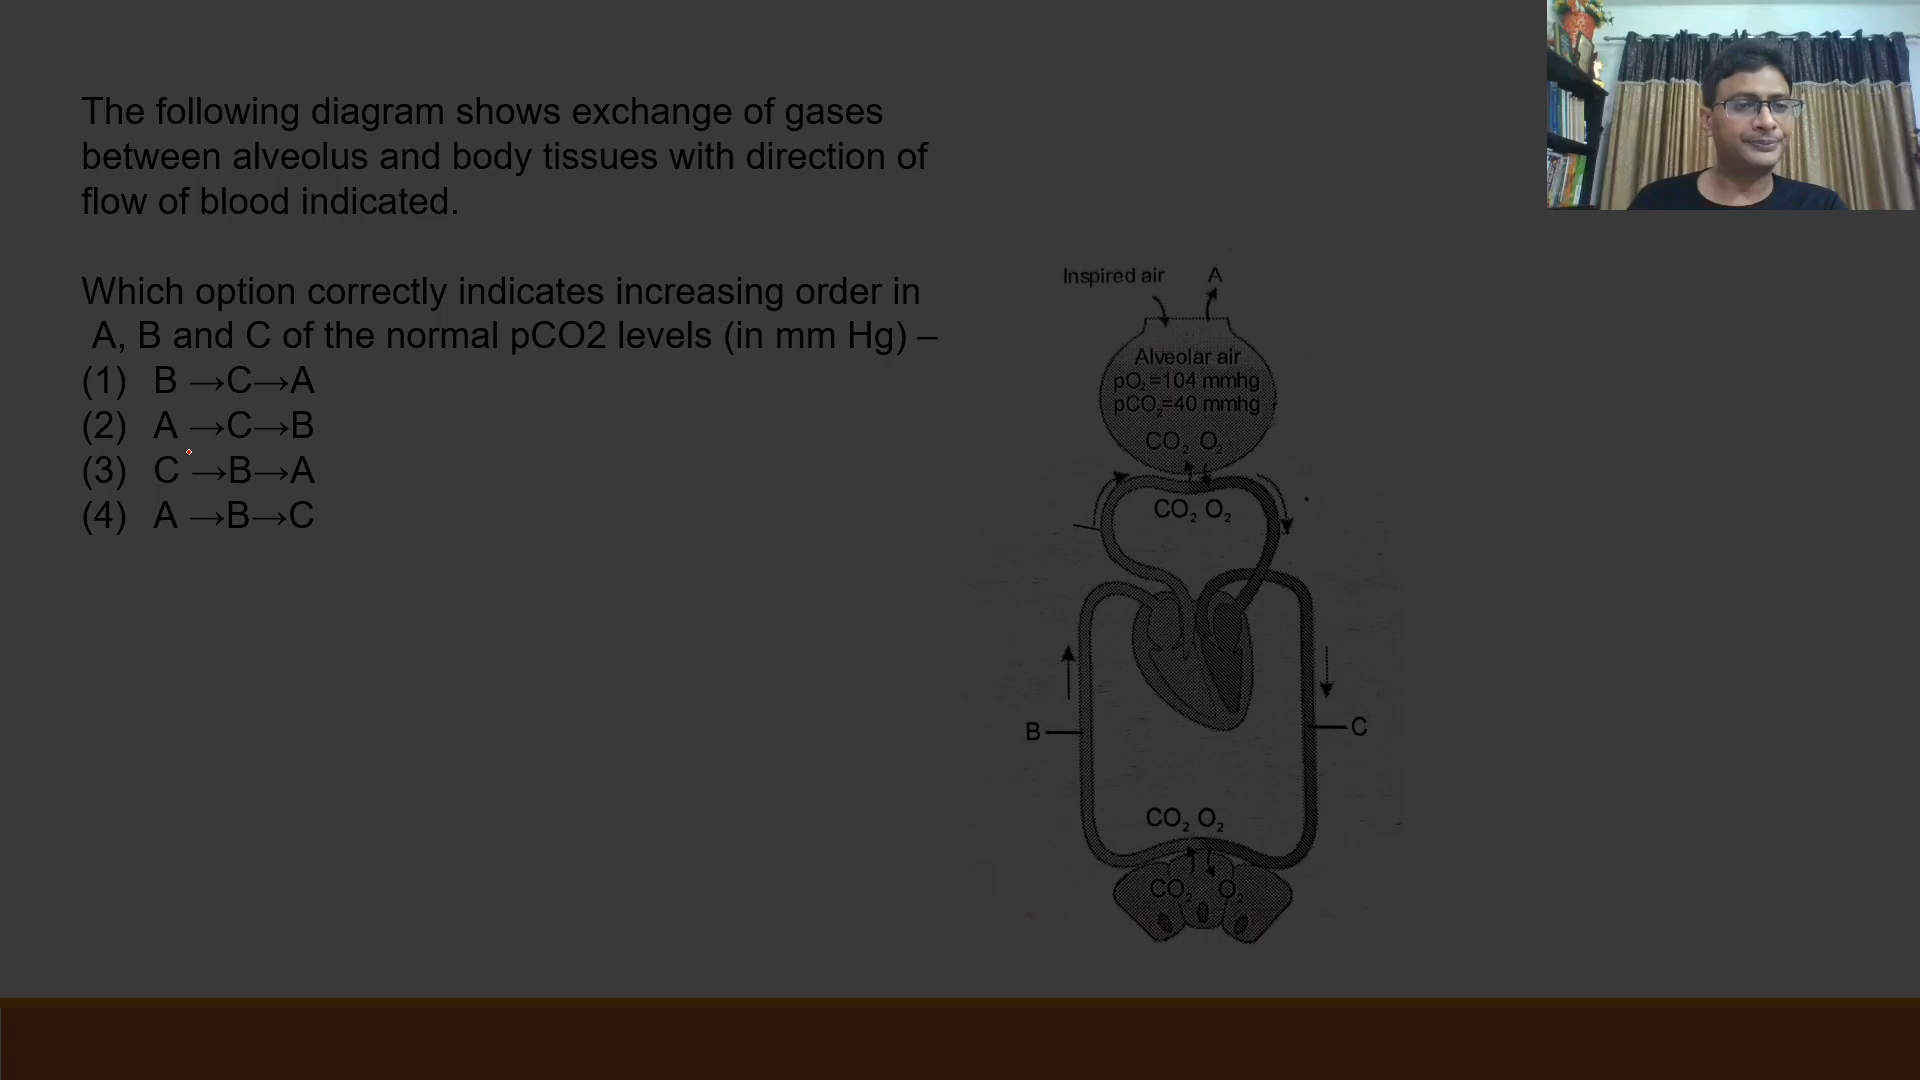 The following diagram shows exchange of gases
between alveolus and body tissues with direction of
flow of blood indicated.
Which option correctly indicates increasing order in
A, B and C of the normal pCO2 levels (in mm Hg) –
(1) B →C→A
(2) A →C→B
(3) C →B→A
(4) A →B→C
Inspired air A
Alveolar air
pO₂=104 mmhg
pCO₂=40 mmhg
CO₂ O₂
CO₂ O₂
B
C
CO₂ O₂
CO₂ O₂